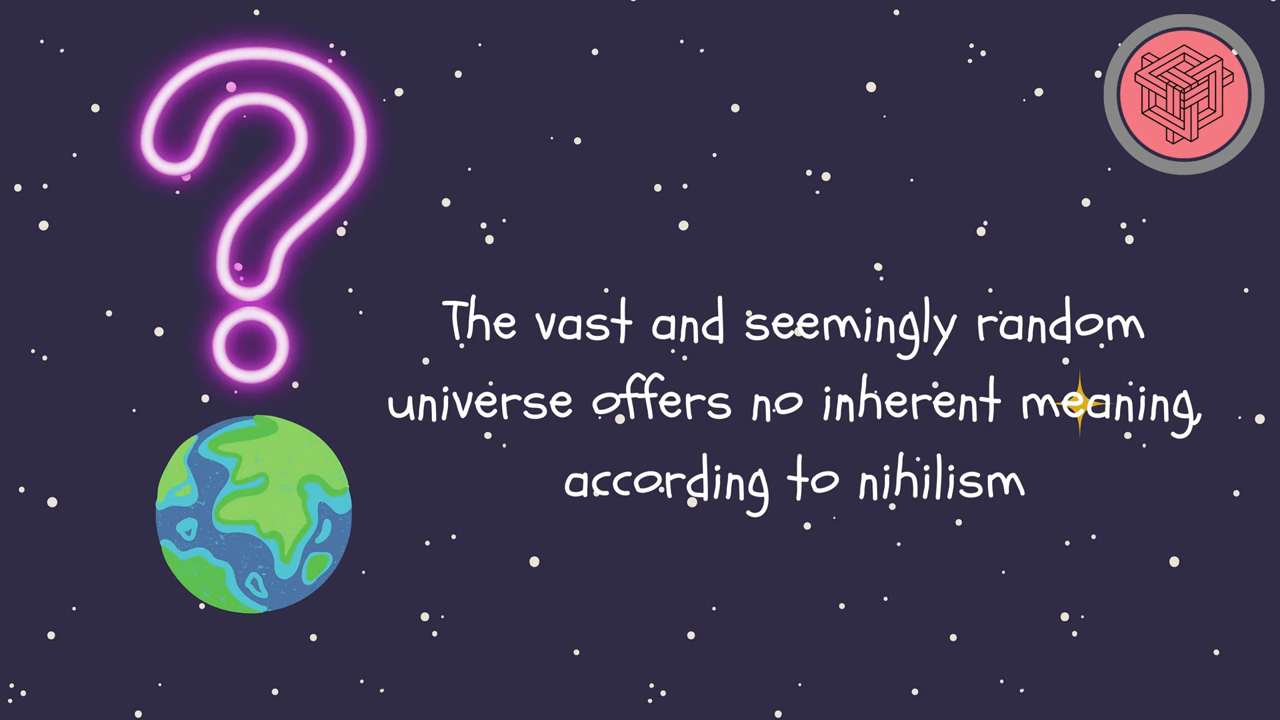 The vast and seemingly random
universe offers no inherent meaning,
according to nihilism